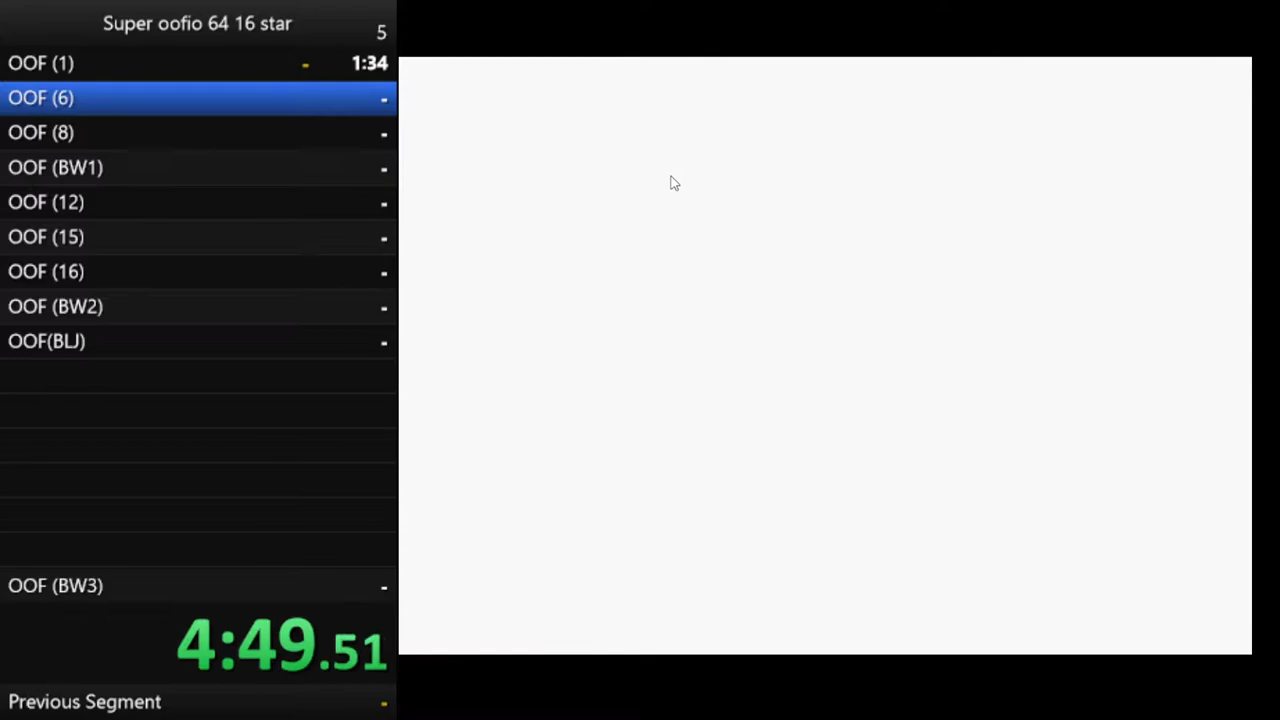 Super oofio 64 16 star
5
OOF (1) - 1:34
OOF (6) -
OOF (8) -
OOF (BW1) -
OOF (12) -
OOF (15) -
OOF (16) -
OOF (BW2) -
OOF(BLJ) -
OOF (BW3) -
4:49.51
Previous Segment -